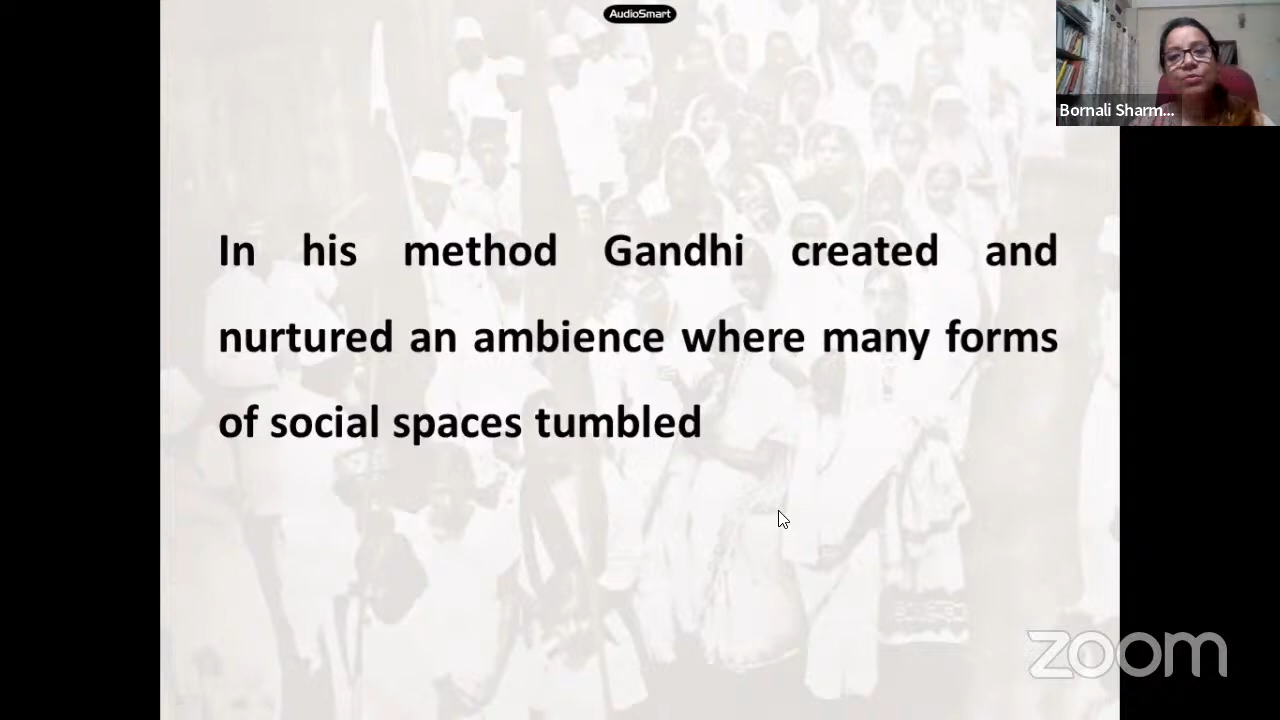 AudioSmart
Bornali Sharm...
In his method Gandhi created and
nurtured an ambience where many forms
of social spaces tumbled
zoom